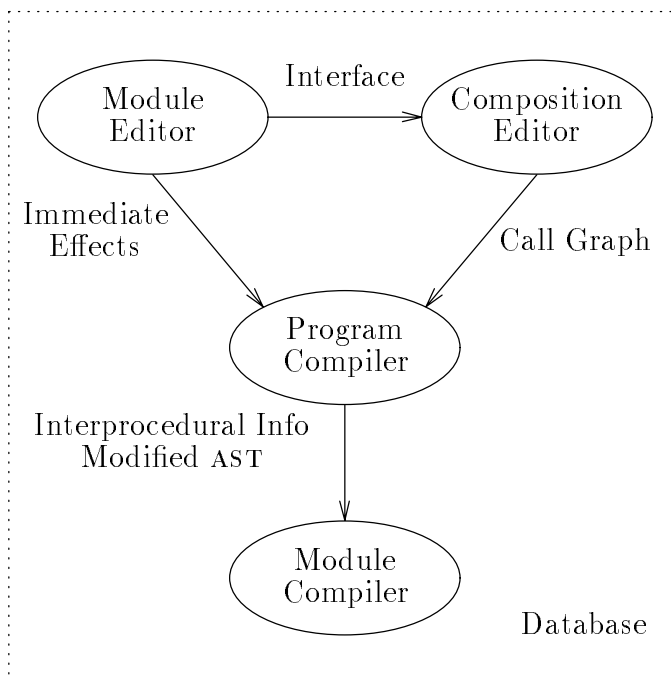 Interface
Module
Editor
Composition
Editor
Immediate
Effects
Call Graph
Program
Compiler
Interprocedural Info
Modified AST
Module
Compiler
Database